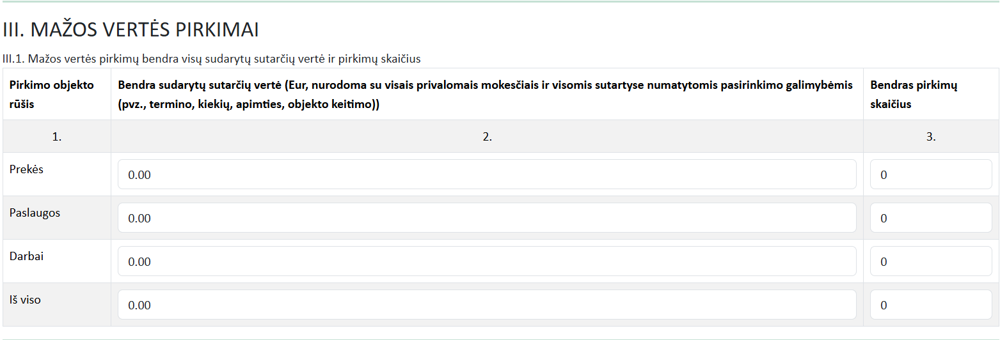 III. MAŽOS VERTĖS PIRKIMAI
III.1. Mažos vertės pirkimų bendra visų sudarytų sutarčių vertė ir pirkimų skaičius
Pirkimo objekto rūšis
Bendra sudarytų sutarčių vertė (Eur, nurodoma su visais privalomais mokesčiais ir visomis sutartyse numatytomis pasirinkimo galimybėmis
(pvz., termino, kiekių, apimties, objekto keitimo))
Bendras pirkimų skaičius
1. 2. 3.
Prekės 0.00 0
Paslaugos 0.00 0
Darbai 0.00 0
Iš viso 0.00 0